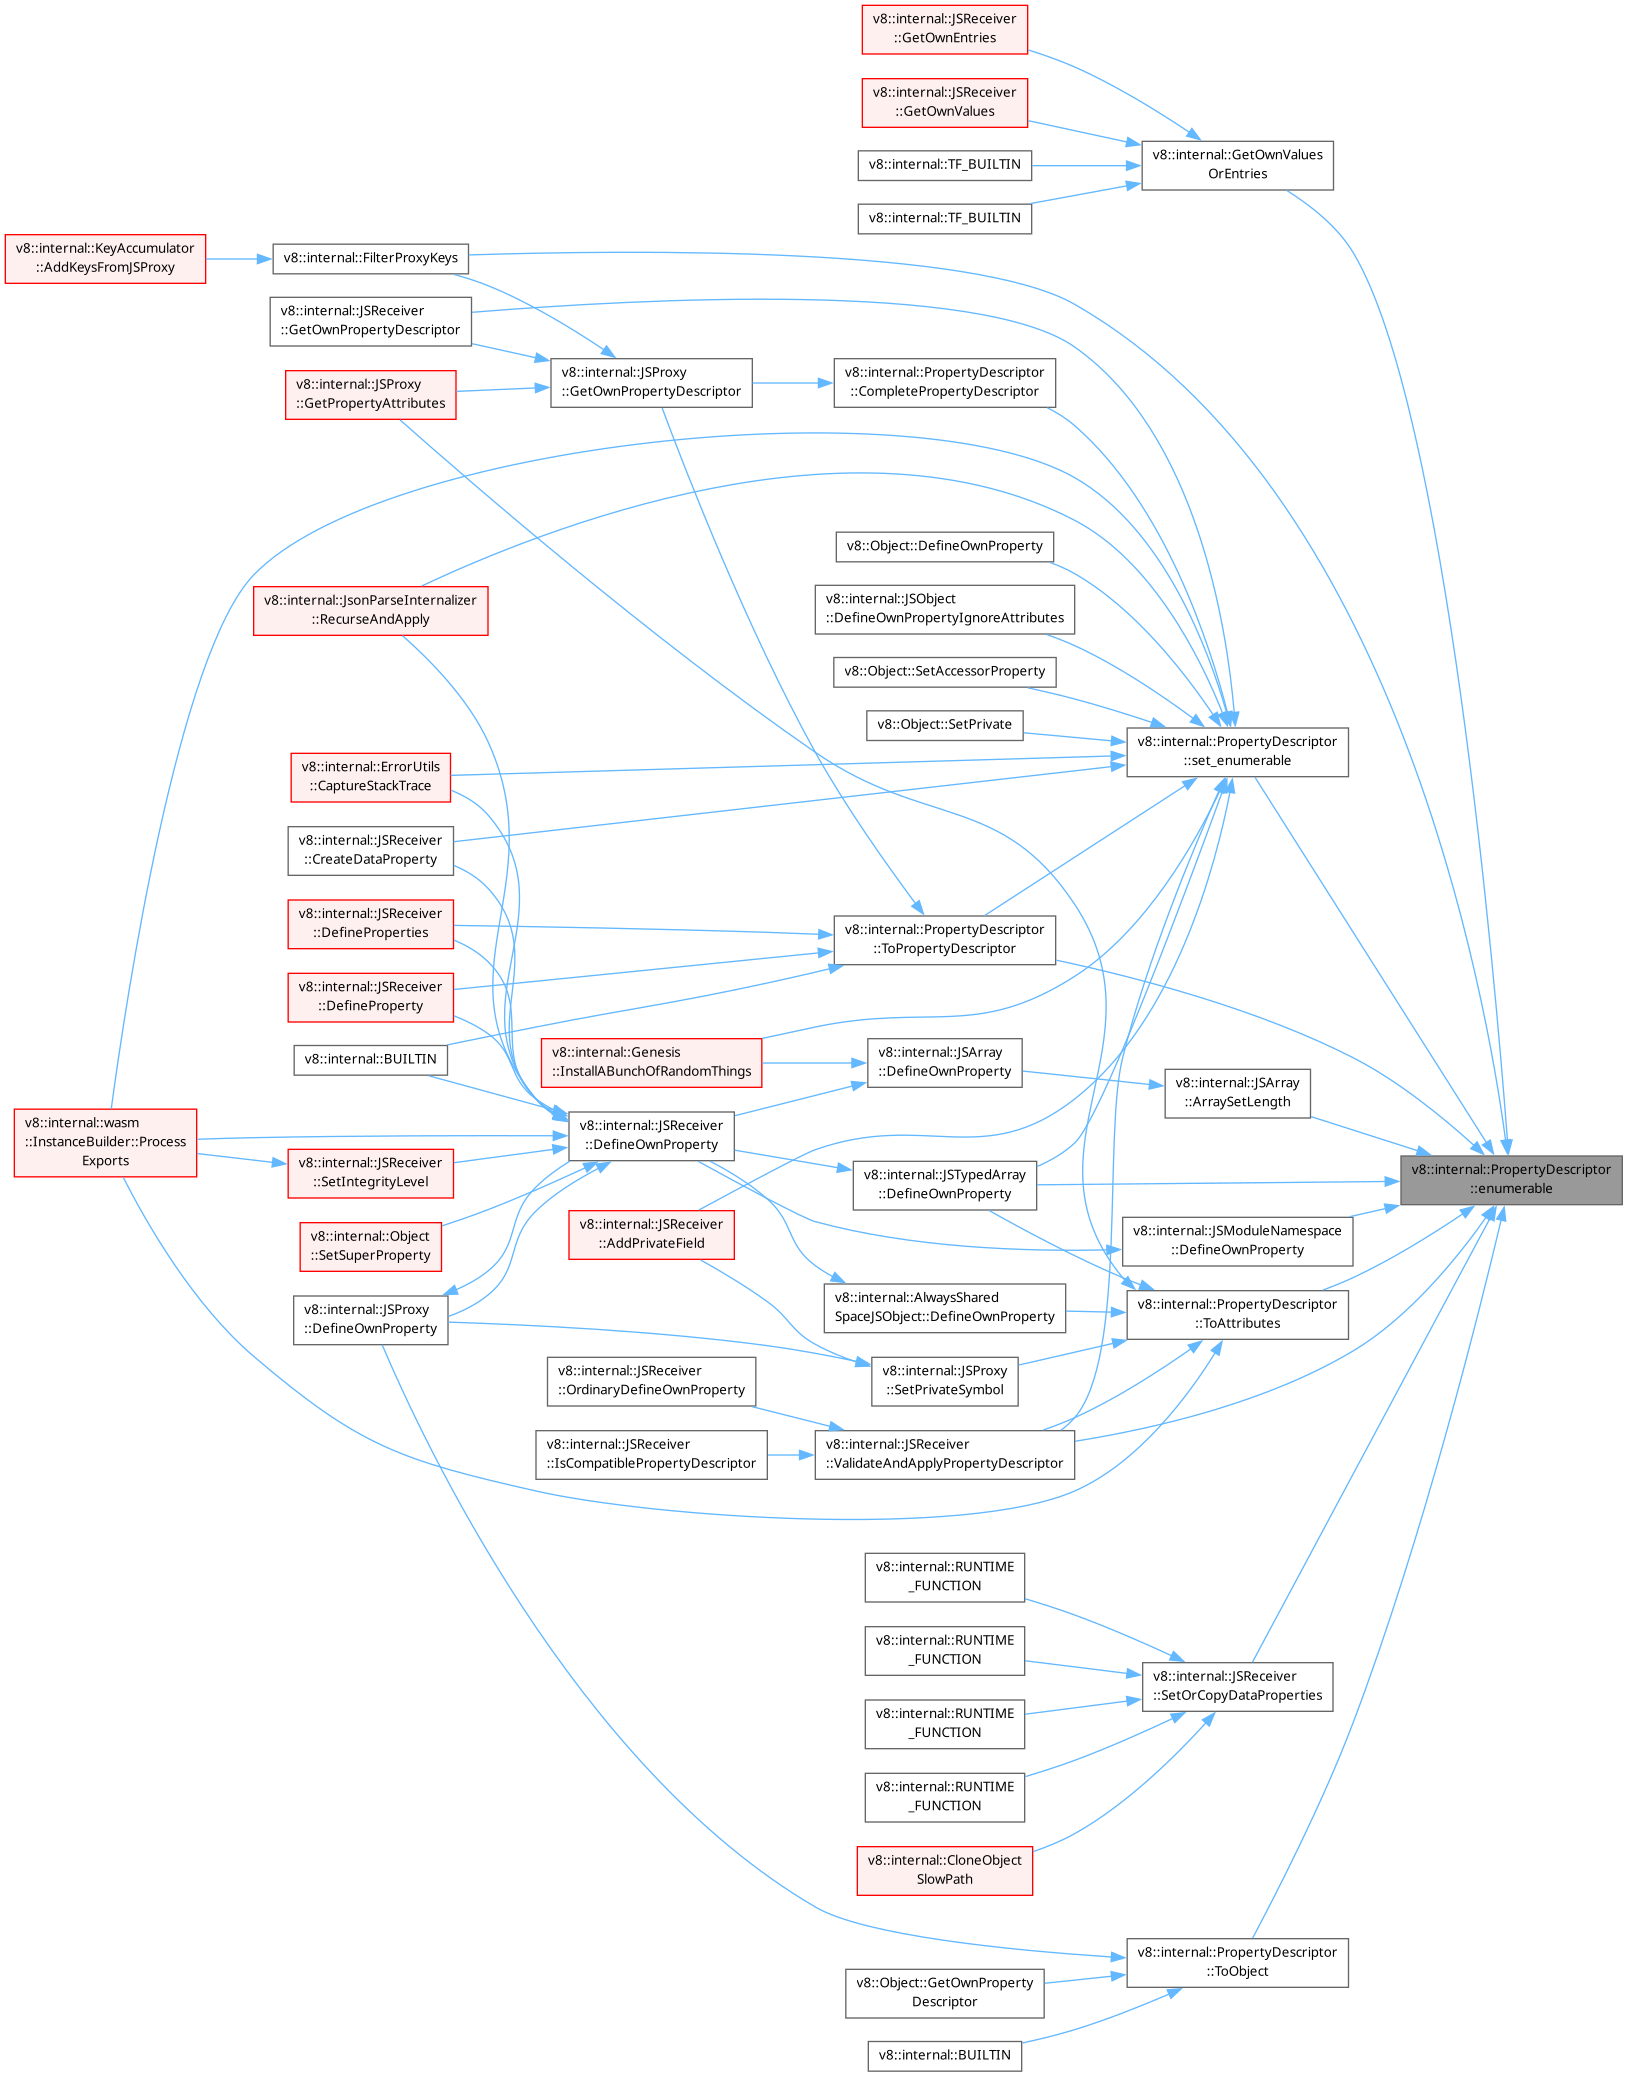 v8::internal::JSReceiver
::GetOwnEntries
v8::internal::JSReceiver
::GetOwnValues
v8::internal::GetOwnValues
OrEntries
v8::internal::TF_BUILTIN
v8::internal::TF_BUILTIN
v8::internal::KeyAccumulator
::AddKeysFromJSProxy
v8::internal::FilterProxyKeys
v8::internal::JSReceiver
::GetOwnPropertyDescriptor
v8::internal::JSProxy
::GetPropertyAttributes
v8::internal::JSProxy
::GetOwnPropertyDescriptor
v8::internal::PropertyDescriptor
::CompletePropertyDescriptor
v8::Object::DefineOwnProperty
v8::internal::JsonParseInternalizer
::RecurseAndApply
v8::internal::JSObject
::DefineOwnPropertyIgnoreAttributes
v8::Object::SetAccessorProperty
v8::Object::SetPrivate
v8::internal::PropertyDescriptor
::set_enumerable
v8::internal::ErrorUtils
::CaptureStackTrace
v8::internal::JSReceiver
::CreateDataProperty
v8::internal::JSReceiver
::DefineProperties
v8::internal::PropertyDescriptor
::ToPropertyDescriptor
v8::internal::JSReceiver
::DefineProperty
v8::internal::BUILTIN
v8::internal::Genesis
::InstallABunchOfRandomThings
v8::internal::JSArray
::DefineOwnProperty
v8::internal::JSArray
::ArraySetLength
v8::internal::wasm
::InstanceBuilder::Process
Exports
v8::internal::JSReceiver
::SetIntegrityLevel
v8::internal::JSReceiver
::DefineOwnProperty
v8::internal::JSTypedArray
::DefineOwnProperty
v8::internal::PropertyDescriptor
::enumerable
v8::internal::Object
::SetSuperProperty
v8::internal::JSReceiver
::AddPrivateField
v8::internal::JSModuleNamespace
::DefineOwnProperty
v8::internal::JSProxy
::DefineOwnProperty
v8::internal::AlwaysShared
SpaceJSObject::DefineOwnProperty
v8::internal::PropertyDescriptor
::ToAttributes
v8::internal::JSReceiver
::OrdinaryDefineOwnProperty
v8::internal::JSProxy
::SetPrivateSymbol
v8::internal::JSReceiver
::IsCompatiblePropertyDescriptor
v8::internal::JSReceiver
::ValidateAndApplyPropertyDescriptor
v8::internal::RUNTIME
_FUNCTION
v8::internal::RUNTIME
_FUNCTION
v8::internal::JSReceiver
::SetOrCopyDataProperties
v8::internal::RUNTIME
_FUNCTION
v8::internal::RUNTIME
_FUNCTION
v8::internal::CloneObject
SlowPath
v8::internal::PropertyDescriptor
::ToObject
v8::Object::GetOwnProperty
Descriptor
v8::internal::BUILTIN